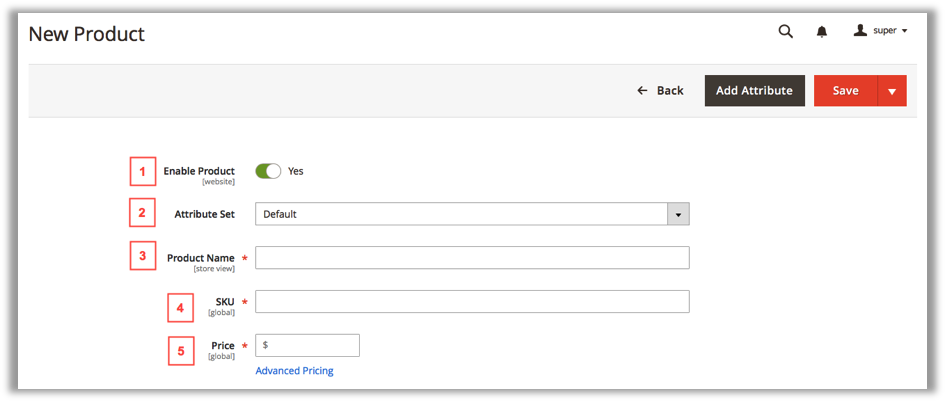 New Product
super
← Back
Add Attribute
Save
1
Enable Product
[website]
Yes
2
Attribute Set
Default
3
Product Name *
[store view]
4
SKU *
[global]
5
Price *
[global]
$
Advanced Pricing